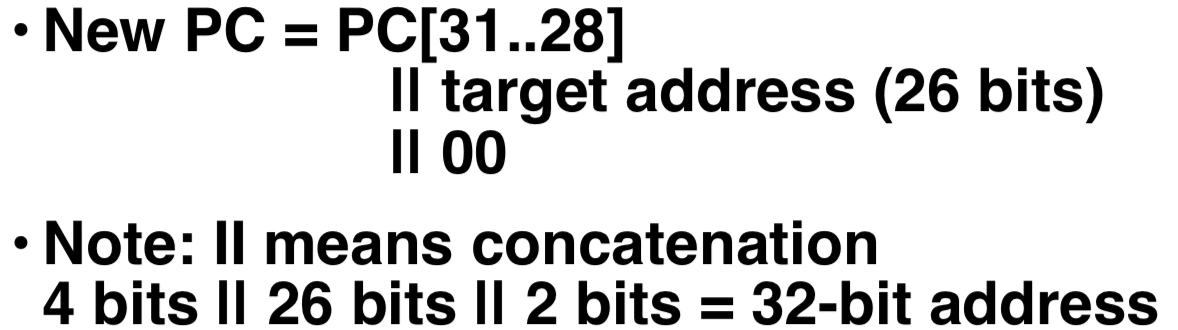 • New PC = PC[31..28]
|| target address (26 bits)
|| 00
• Note: || means concatenation
4 bits || 26 bits || 2 bits = 32-bit address